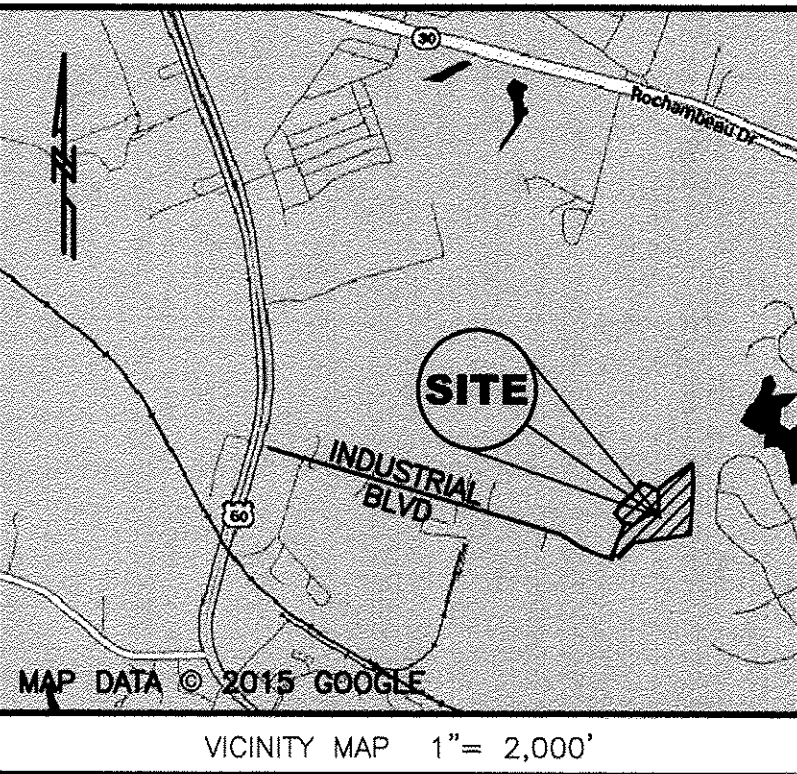 30
Rochambeau Dr
N
SITE
INDUSTRIAL
BLVD
60
MAP DATA © 2015 GOOGLE
VICINITY MAP 1"= 2,000'